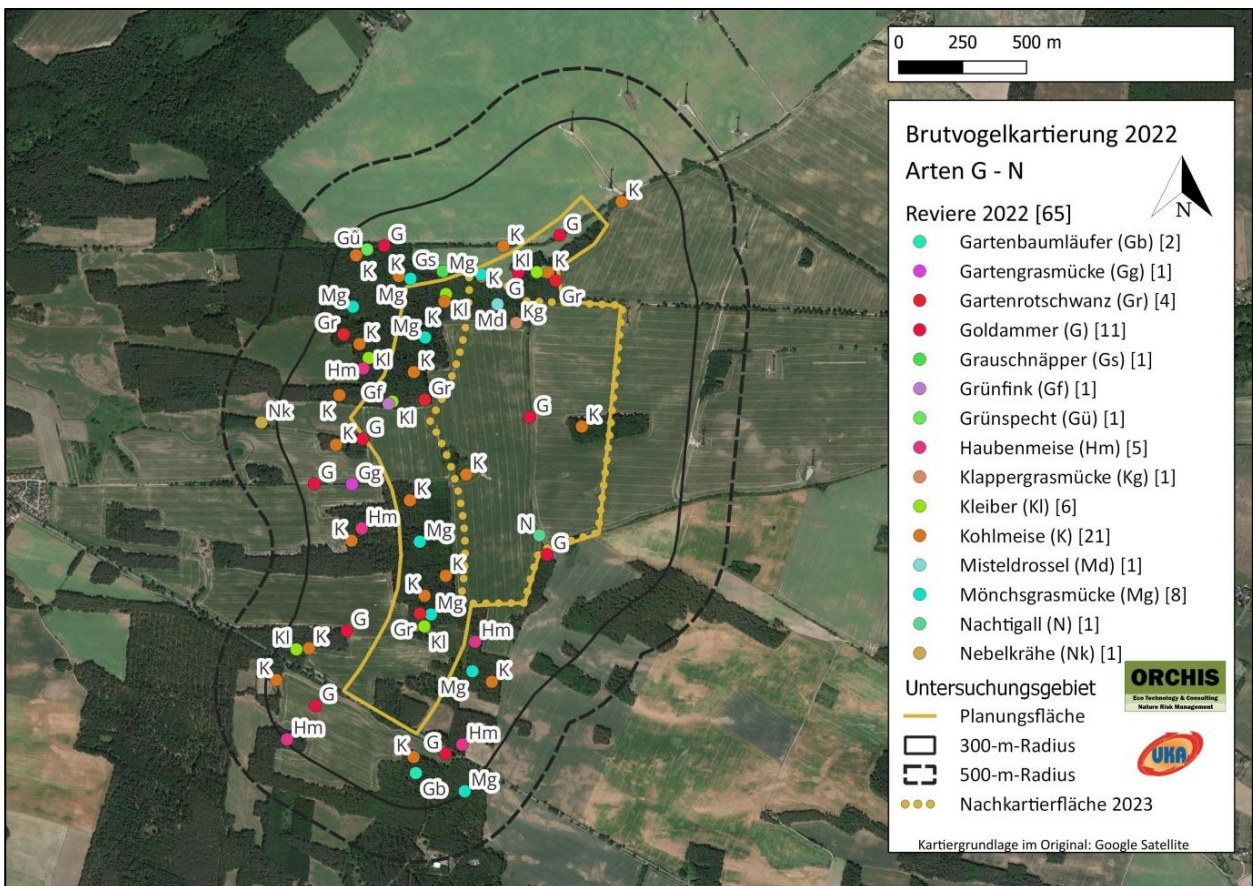 0 250 500 m
Brutvogelkartierung 2022
Arten G - N
N
Reviere 2022 [65]
Gartenbaumläufer (Gb) [2]
Gartengrasmücke (Gg) [1]
Gartenrotschwanz (Gr) [4]
Goldammer (G) [11]
Grauschnäpper (Gs) [1]
Grünfink (Gf) [1]
Grünspecht (Gü) [1]
Haubenmeise (Hm) [5]
Klappergrasmücke (Kg) [1]
Kleiber (Kl) [6]
Kohlmeise (K) [21]
Misteldrossel (Md) [1]
Mönchsgrasmücke (Mg) [8]
Nachtigall (N) [1]
Nebelkrähe (Nk) [1]
Untersuchungsgebiet
Planungsfläche
300-m-Radius
500-m-Radius
Nachkartierfläche 2023
ORCHIS
Eco Technology & Consulting
Nature Risk Management
UKA
Kartiergrundlage im Original: Google Satellite
K
Gü
G
K
G
K
K
Gs
Mg
Kl
K
K
Mg
G
Gr
Mg
Kl
Md
Kg
Gr
K
Mg
K
Hm
Kl
K
Gf
Kl
Gr
K
Nk
K
G
G
K
G
Gg
K
K
Hm
K
Mg
N
G
K
K
G
Mg
Gr
Kl
Hm
Kl
K
K
Mg
K
G
Hm
K
G
Hm
Gb
Mg